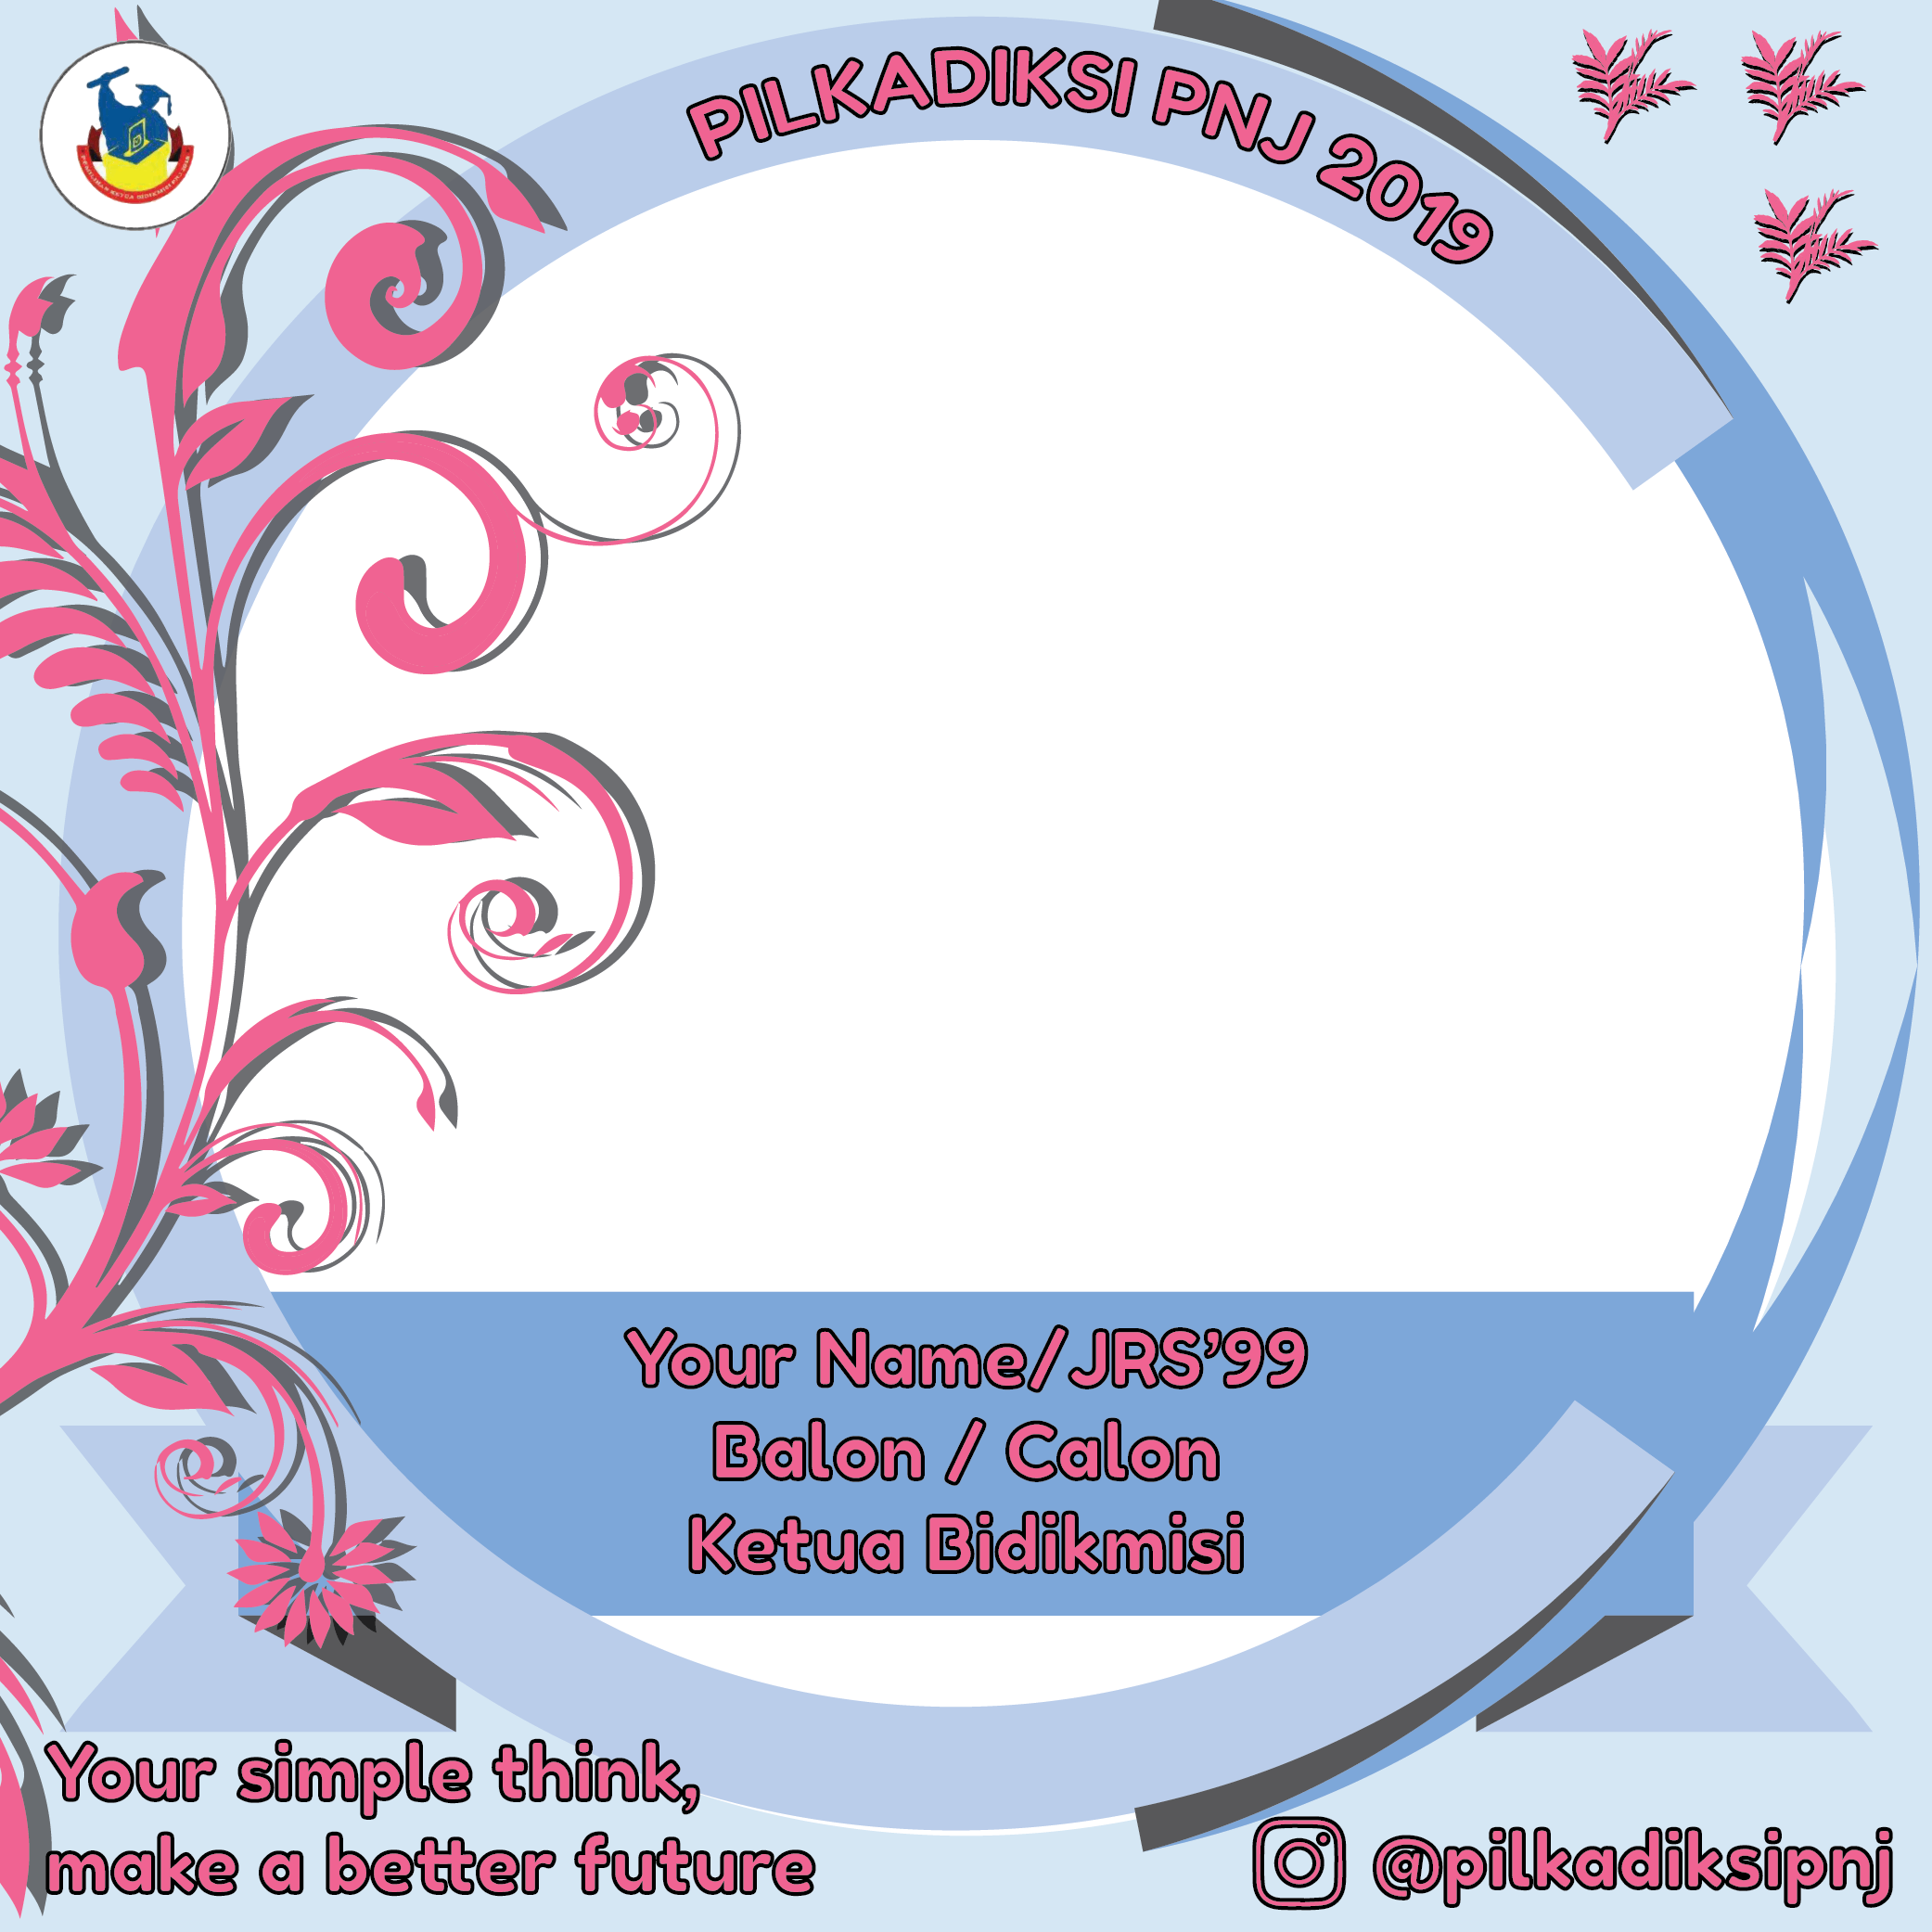 PILKADIKSI PNJ 2019
Your Name/JRS’99
Balon / Calon
Ketua Bidikmisi
Your simple think,
make a better future
@pilkadiksipnj